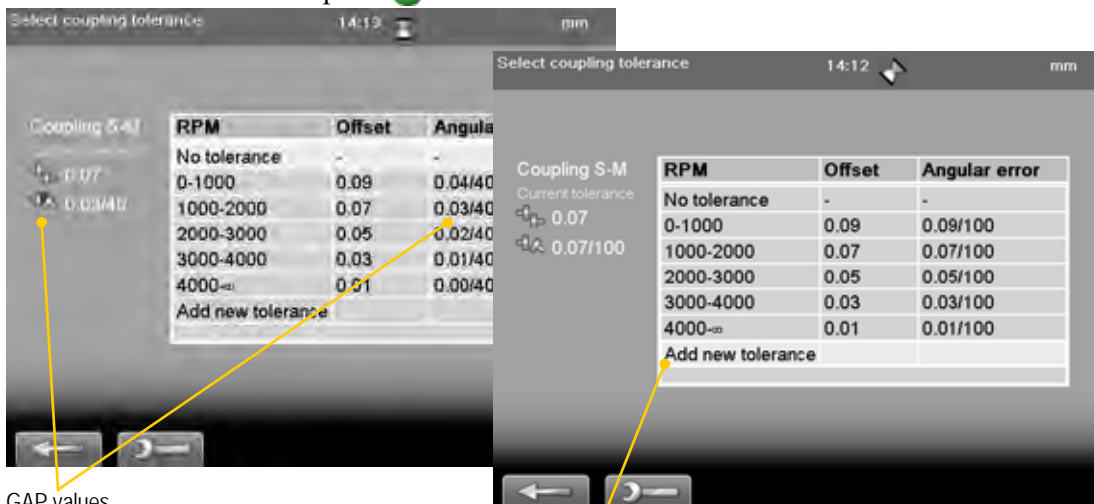 Select coupling tolerance 14:13 mm
Coupling S-M
0.07
0.03/40
RPM Offset Angula
No tolerance - -
0-1000 0.09 0.04/40
1000-2000 0.07 0.03/40
2000-3000 0.05 0.02/40
3000-4000 0.03 0.01/40
4000-∞ 0.01 0.00/40
Add new tolerance
GAP values
Select coupling tolerance 14:12 mm
Coupling S-M
Current tolerance
0.07
0.07/100
RPM Offset Angular error
No tolerance - -
0-1000 0.09 0.09/100
1000-2000 0.07 0.07/100
2000-3000 0.05 0.05/100
3000-4000 0.03 0.03/100
4000-∞ 0.01 0.01/100
Add new tolerance